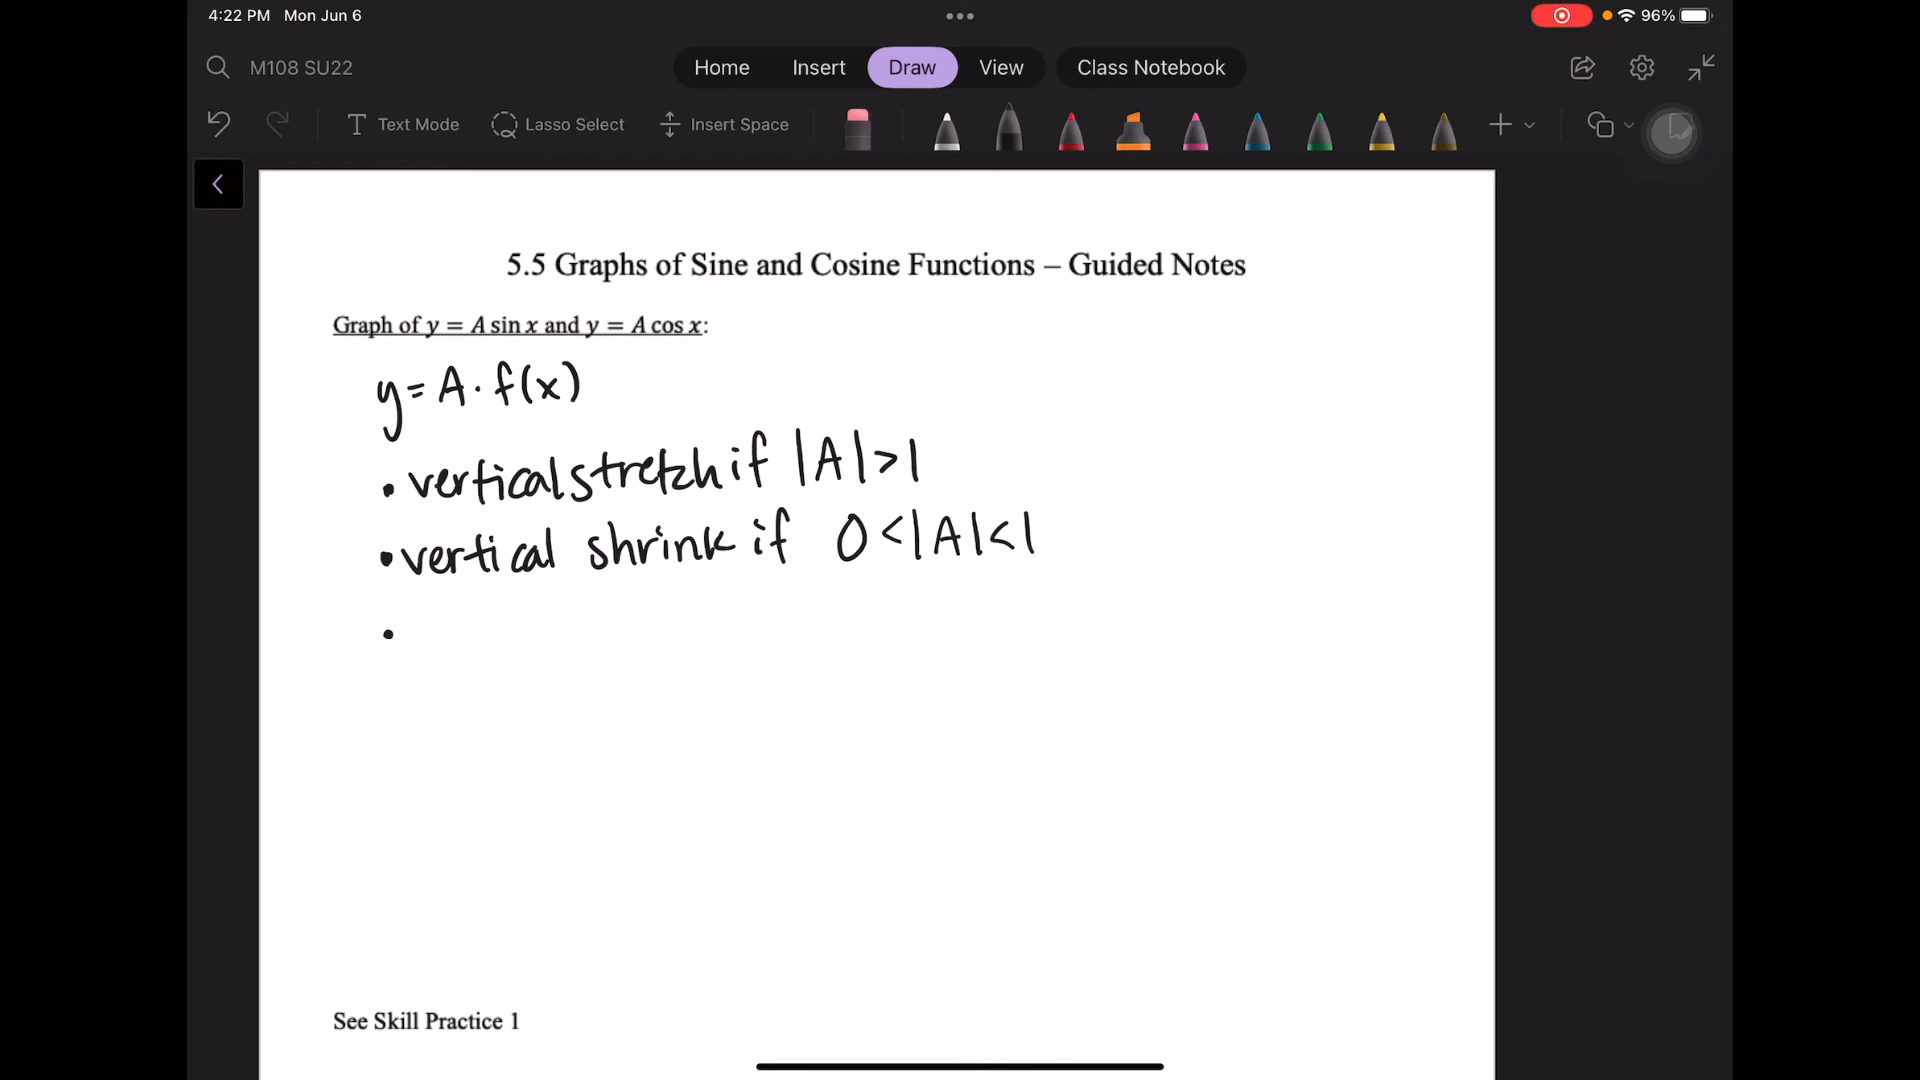 4:22 PM Mon Jun 6
96%
M108 SU22
Home Insert Draw View Class Notebook
Text Mode Lasso Select Insert Space
5.5 Graphs of Sine and Cosine Functions – Guided Notes
Graph of y = A sin x and y = A cos x:
y = A · f(x)
• vertical stretch if |A| > 1
• vertical shrink if 0 < |A| < 1
•
See Skill Practice 1